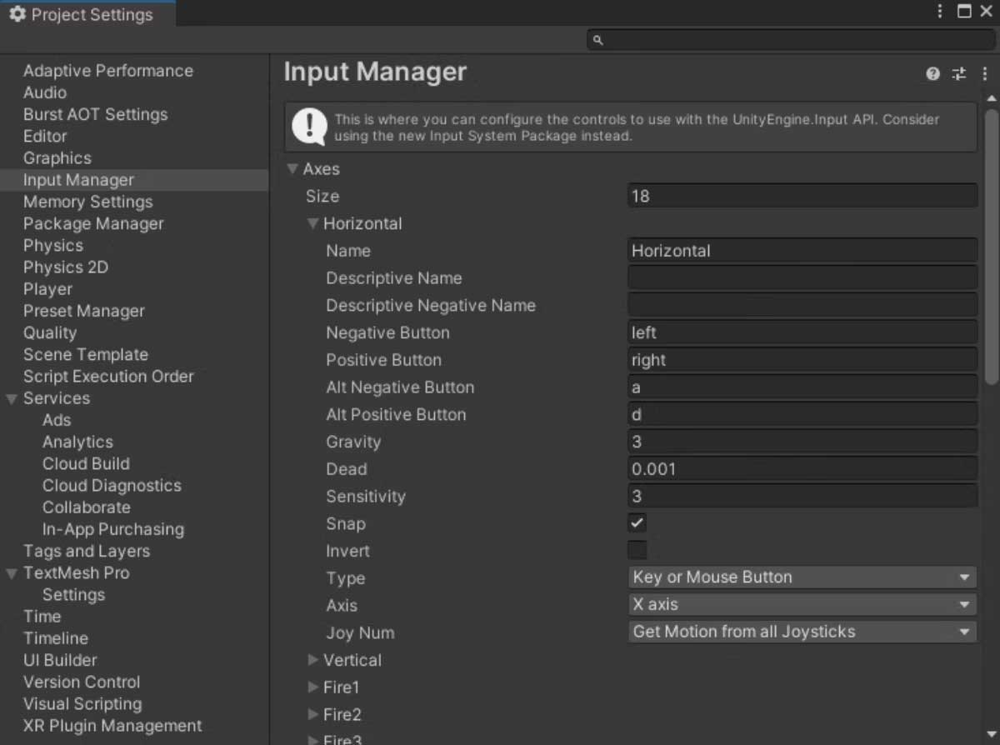 Project Settings
Adaptive Performance
Audio
Burst AOT Settings
Editor
Graphics
Input Manager
Memory Settings
Package Manager
Physics
Physics 2D
Player
Preset Manager
Quality
Scene Template
Script Execution Order
Services
Ads
Analytics
Cloud Build
Cloud Diagnostics
Collaborate
In-App Purchasing
Tags and Layers
TextMesh Pro
Settings
Time
Timeline
UI Builder
Version Control
Visual Scripting
XR Plugin Management
Input Manager
This is where you can configure the controls to use with the UnityEngine.Input API. Consider
using the new Input System Package instead.
Axes
Size 18
Horizontal
Name Horizontal
Descriptive Name
Descriptive Negative Name
Negative Button left
Positive Button right
Alt Negative Button a
Alt Positive Button d
Gravity 3
Dead 0.001
Sensitivity 3
Snap
Invert
Type Key or Mouse Button
Axis X axis
Joy Num Get Motion from all Joysticks
Vertical
Fire1
Fire2
Fire3